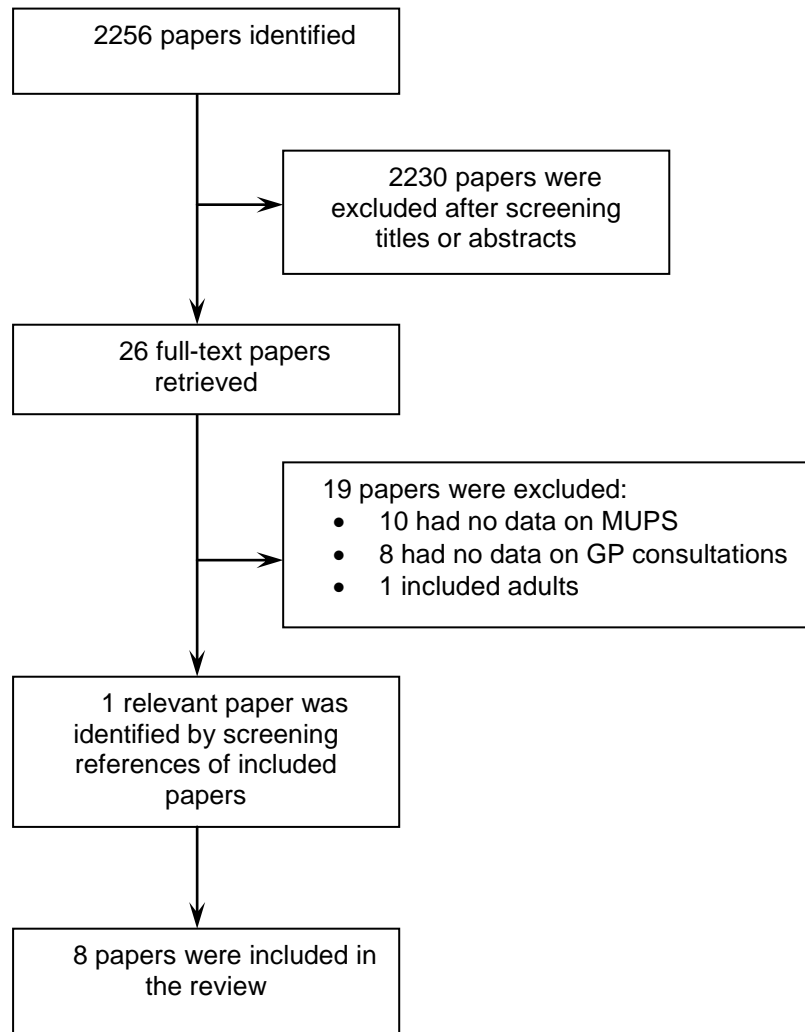 2256 papers identified
2230 papers were
excluded after screening
titles or abstracts
26 full-text papers
retrieved
19 papers were excluded:
• 10 had no data on MUPS
• 8 had no data on GP consultations
• 1 included adults
1 relevant paper was
identified by screening
references of included
papers
8 papers were included in
the review